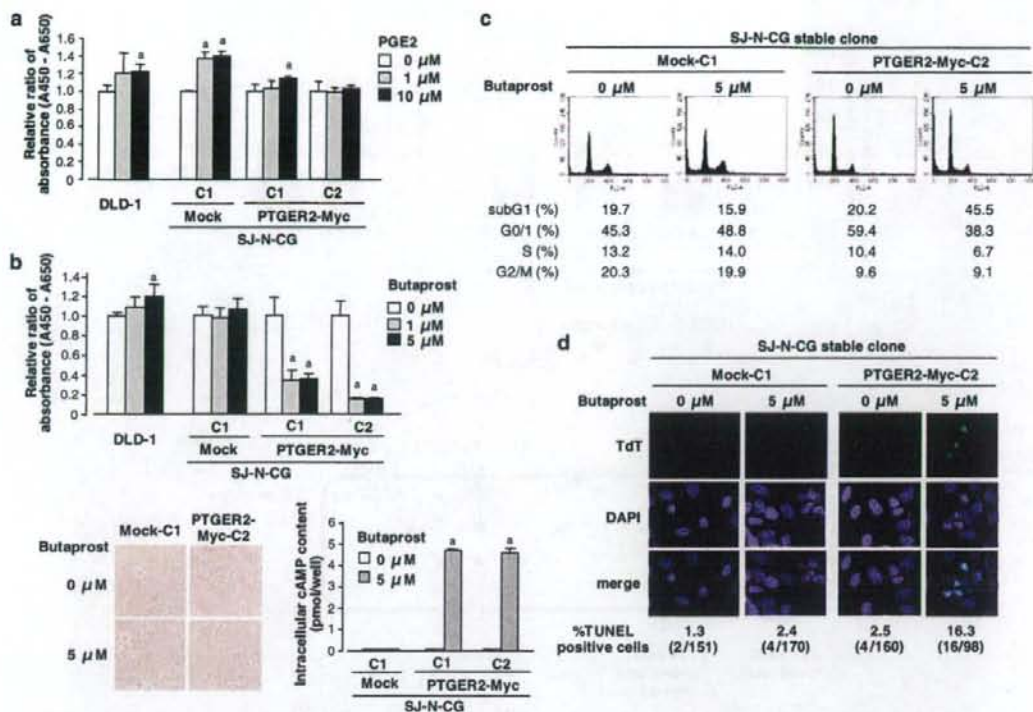 a
Relative ratio of
absorbance (A450 - A650)
1.6
1.4
1.2
1.0
0.8
0.6
0.4
0.2
0
a
a
a
a
PGE2
0 µM
1 µM
10 µM
DLD-1
C1
C1
C2
Mock
PTGER2-Myc
SJ-N-CG
b
Relative ratio of
absorbance (A450 - A650)
1.4
1.2
1.0
0.8
0.6
0.4
0.2
0
a
a
a
a
a
Butaprost
0 µM
1 µM
5 µM
DLD-1
C1
C1
C2
Mock
PTGER2-Myc
SJ-N-CG
Mock-C1
PTGER2-
Myc-C2
Butaprost
0 µM
5 µM
Intracellular cAMP content
(pmol/well)
6
5
4
3
2
1
0
Butaprost
0 µM
5 µM
a
a
C1
C1
C2
Mock
PTGER2-Myc
SJ-N-CG
c
SJ-N-CG stable clone
Mock-C1
PTGER2-Myc-C2
Butaprost 0 µM 5 µM 0 µM 5 µM
subG1 (%) 19.7 15.9 20.2 45.5
G0/1 (%) 45.3 48.8 59.4 38.3
S (%) 13.2 14.0 10.4 6.7
G2/M (%) 20.3 19.9 9.6 9.1
d
SJ-N-CG stable clone
Mock-C1
PTGER2-Myc-C2
Butaprost 0 µM 5 µM 0 µM 5 µM
TdT
DAPI
merge
%TUNEL 1.3 2.4 2.5 16.3
positive cells (2/151) (4/170) (4/160) (16/98)